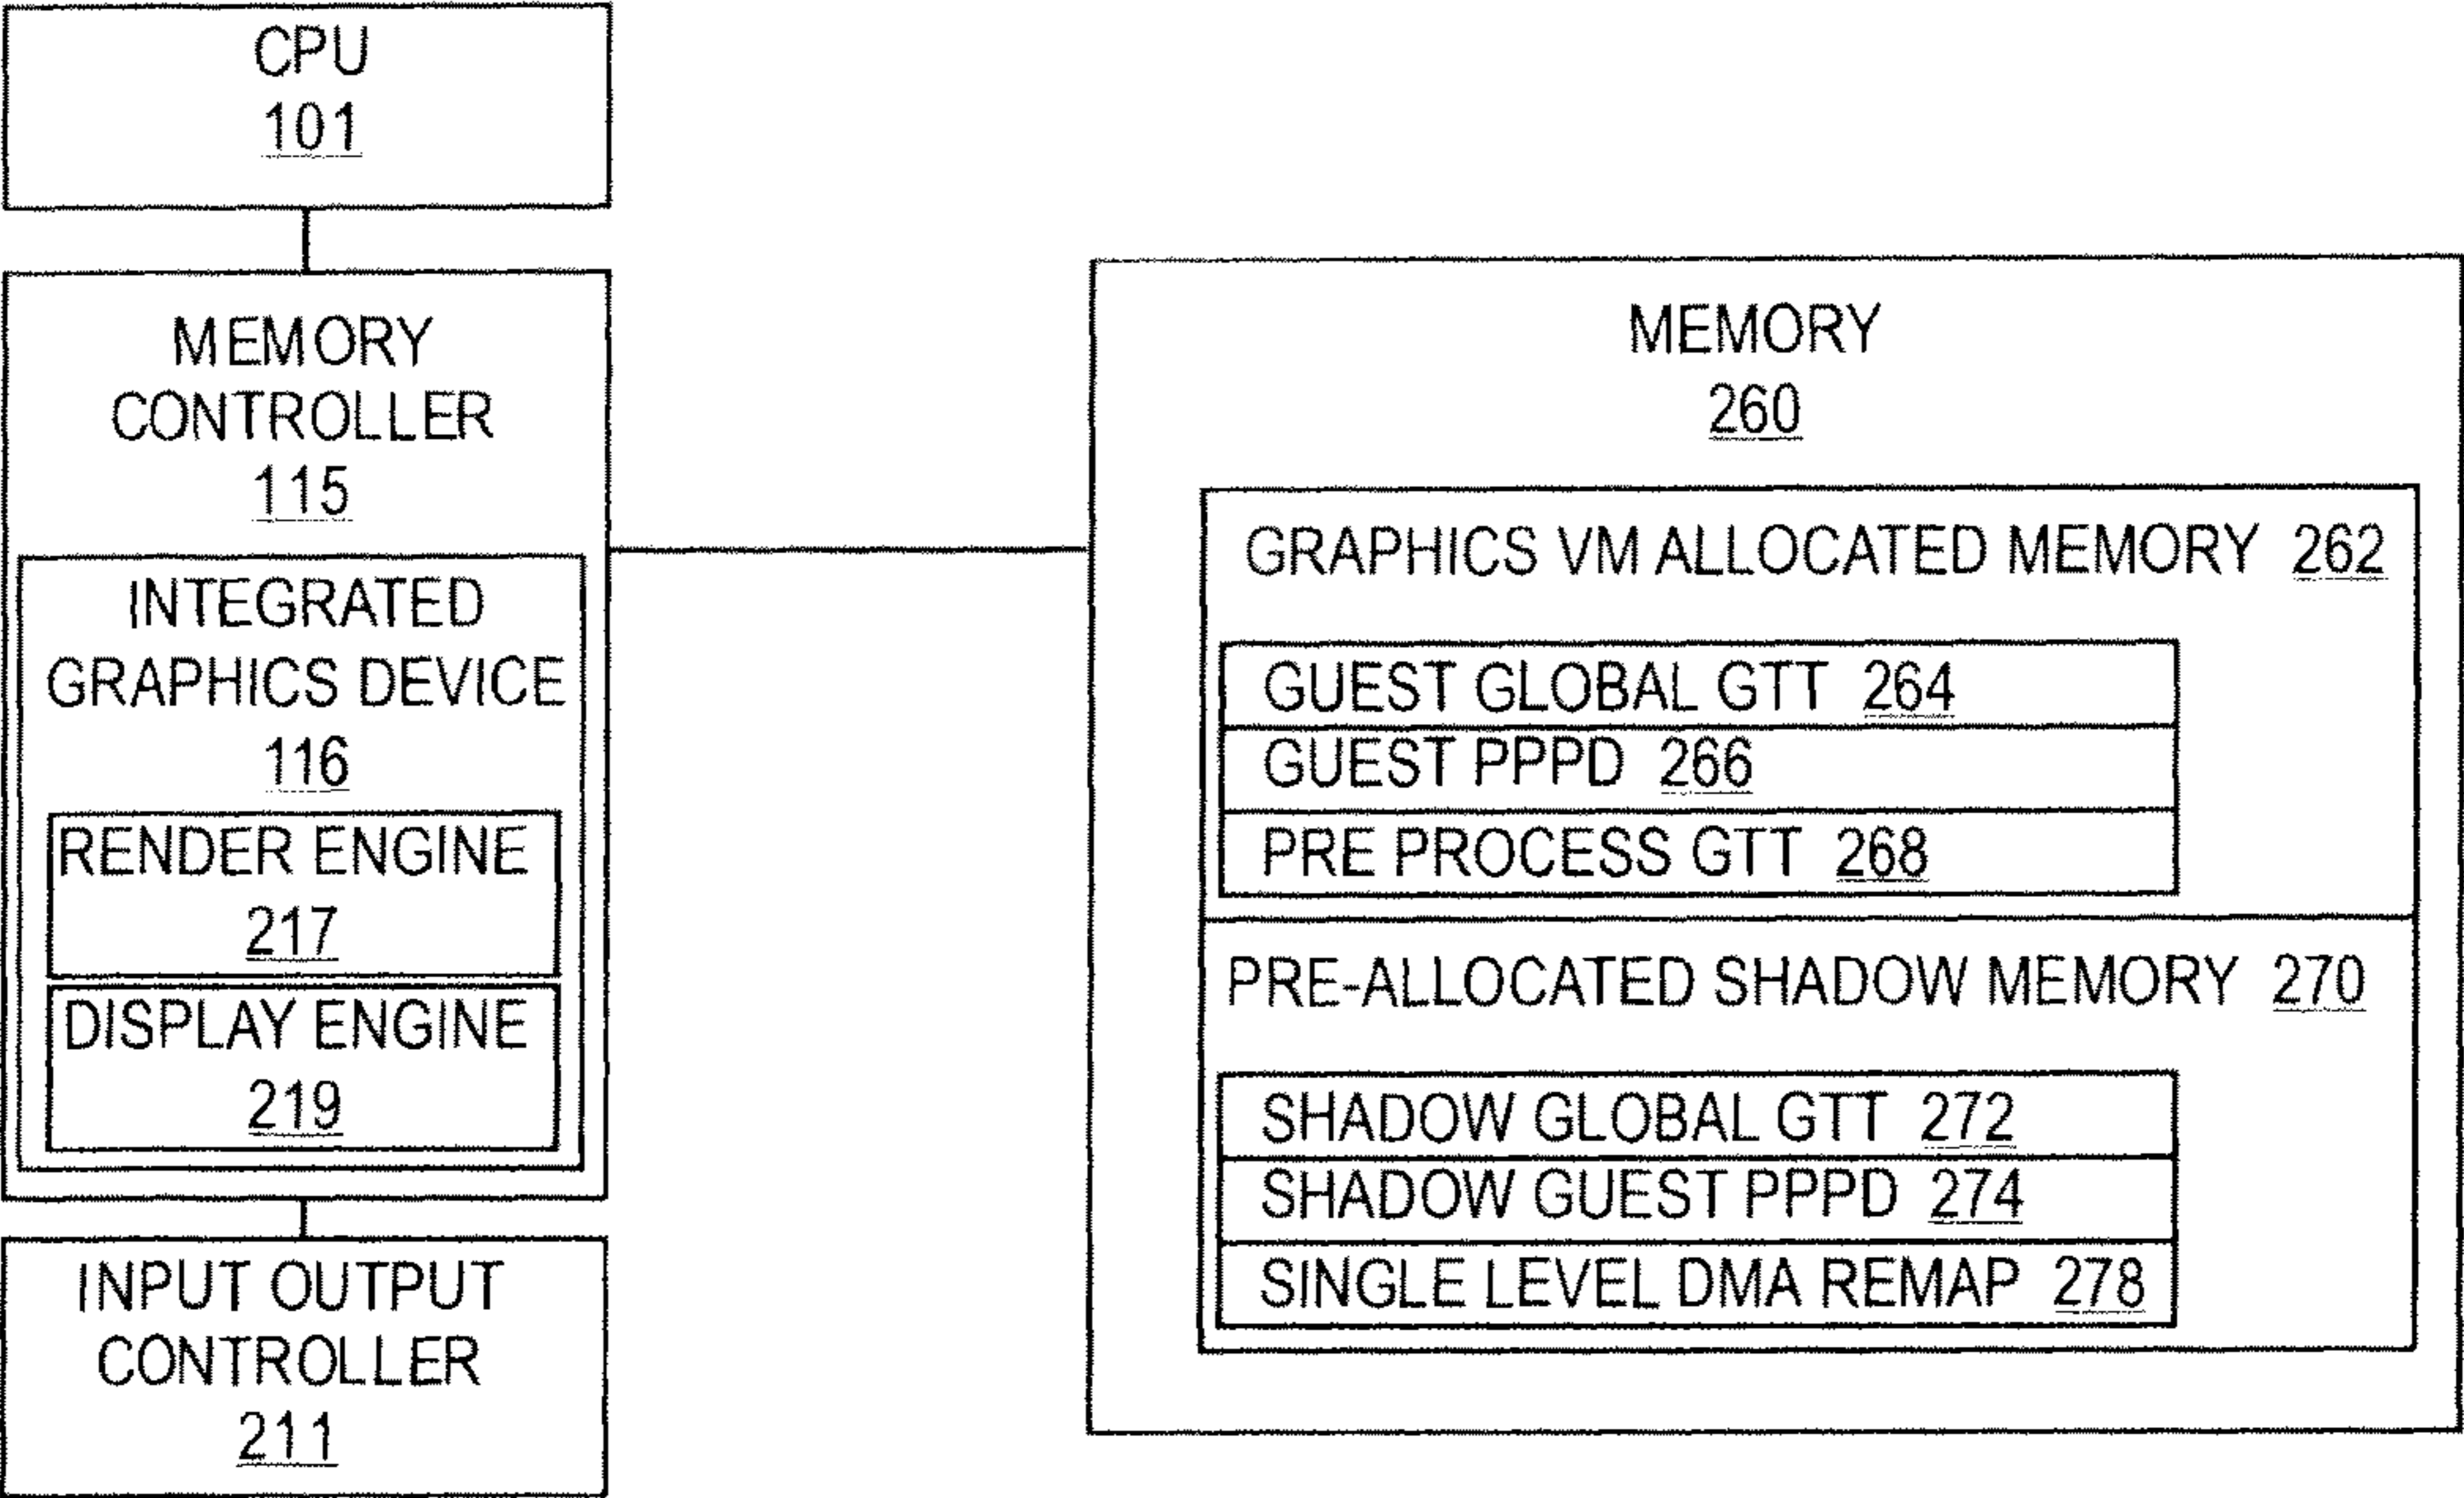 CPU
101
MEMORY
CONTROLLER
115
INTEGRATED
GRAPHICS DEVICE
116
RENDER ENGINE
217
DISPLAY ENGINE
219
INPUT OUTPUT
CONTROLLER
211
MEMORY
260
GRAPHICS VM ALLOCATED MEMORY 262
GUEST GLOBAL GTT 264
GUEST PPPD 266
PRE PROCESS GTT 268
PRE-ALLOCATED SHADOW MEMORY 270
SHADOW GLOBAL GTT 272
SHADOW GUEST PPPD 274
SINGLE LEVEL DMA REMAP 278